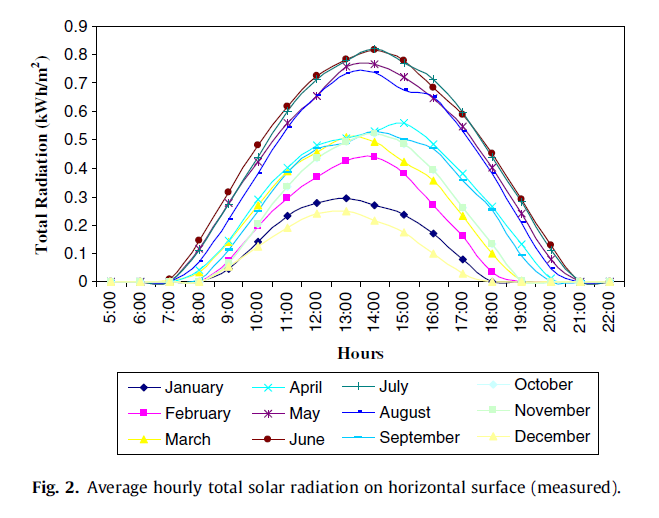 0.9
0.8
0.7
0.6
0.5
0.4
0.3
0.2
0.1
0
Total Radiation (kWh/m²)
5:00 6:00 7:00 8:00 9:00 10:00 11:00 12:00 13:00 14:00 15:00 16:00 17:00 18:00 19:00 20:00 21:00 22:00
Hours
January April July October
February May August November
March June September December
Fig. 2. Average hourly total solar radiation on horizontal surface (measured).